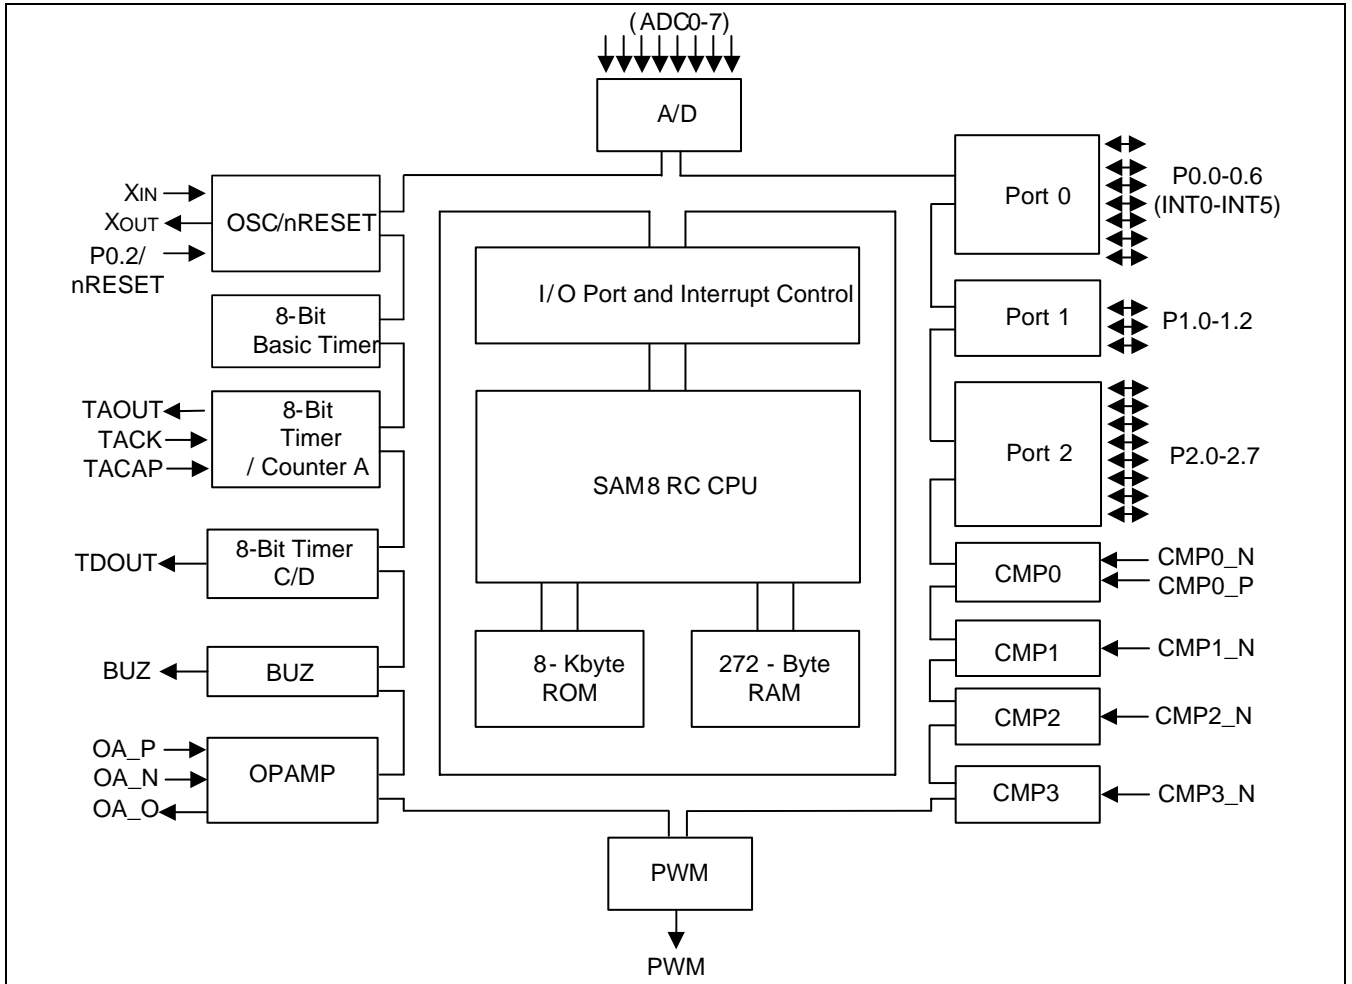 (ADC0-7)
A/D
XIN
XOUT
P0.2/
nRESET
OSC/nRESET
8-Bit
Basic Timer
TAOUT
TACK
TACAP
8-Bit
Timer
/ Counter A
TDOUT
8-Bit Timer
C/D
BUZ
BUZ
OA_P
OA_N
OA_O
OPAMP
I/O Port and Interrupt Control
SAM8 RC CPU
8- Kbyte
ROM
272 - Byte
RAM
Port 0
P0.0-0.6
(INT0-INT5)
Port 1
P1.0-1.2
Port 2
P2.0-2.7
CMP0
CMP0_N
CMP0_P
CMP1
CMP1_N
CMP2
CMP2_N
CMP3
CMP3_N
PWM
PWM